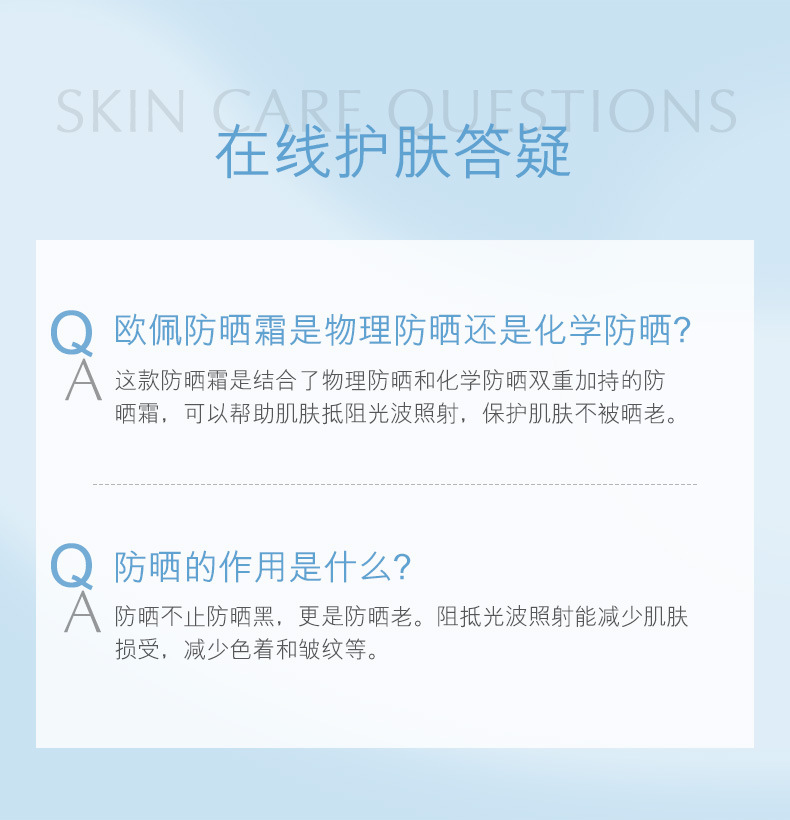 SKIN CARE QUESTIONS
在线护肤答疑
Q 欧佩防晒霜是物理防晒还是化学防晒?
A 这款防晒霜是结合了物理防晒和化学防晒双重加持的防
晒霜，可以帮助肌肤抵阻光波照射，保护肌肤不被晒老。
Q 防晒的作用是什么?
A 防晒不止防晒黑，更是防晒老。阻抵光波照射能减少肌肤
损受，减少色着和皱纹等。